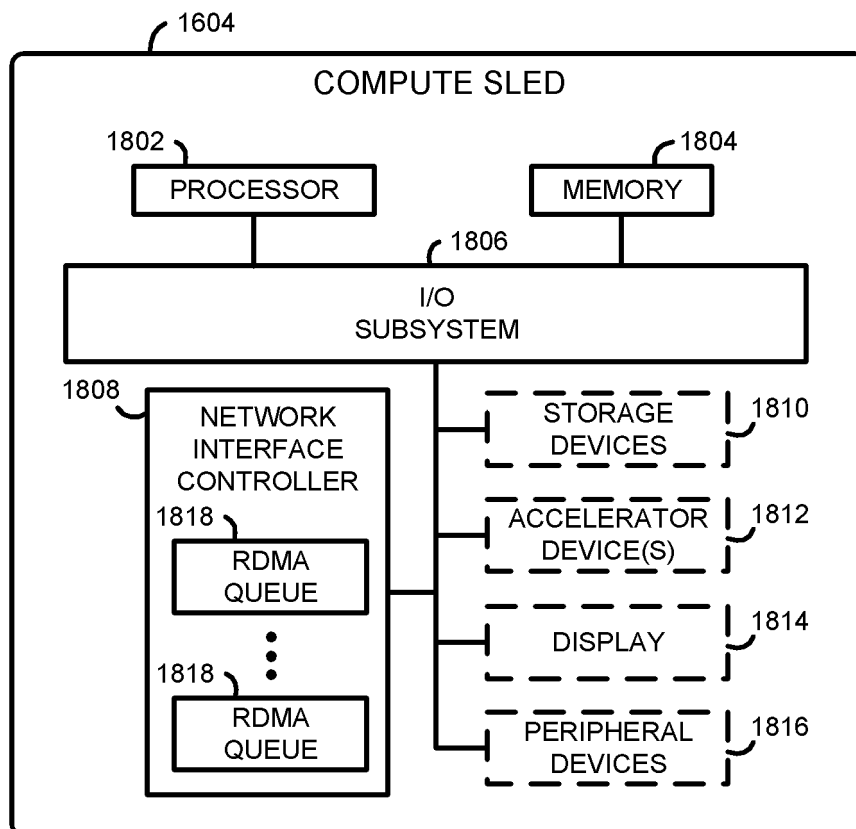 1604
COMPUTE SLED
1802
1804
PROCESSOR
MEMORY
1806
I/O
SUBSYSTEM
1808
NETWORK
INTERFACE
CONTROLLER
1818
RDMA
QUEUE
1818
RDMA
QUEUE
STORAGE
DEVICES
1810
ACCELERATOR
DEVICE(S)
1812
DISPLAY
1814
PERIPHERAL
DEVICES
1816